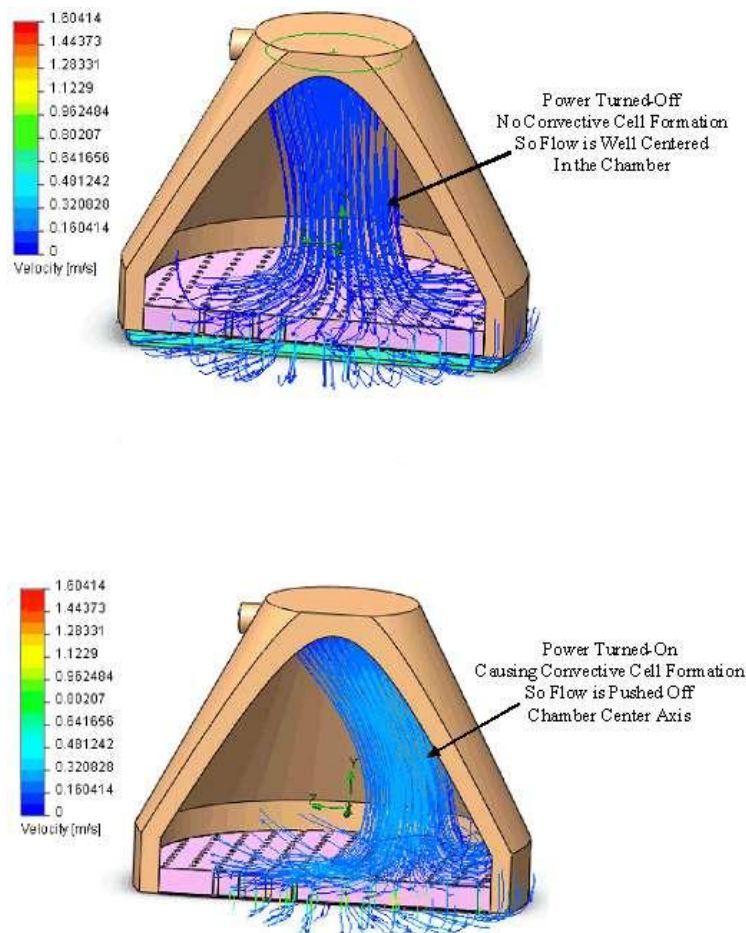 1.60414
1.44373
1.28331
1.1229
0.962484
0.80207
0.641656
0.481242
0.320828
0.160414
0
Velocity [m/s]
Power Turned-Off
No Convective Cell Formation
So Flow is Well Centered
In the Chamber
1.60414
1.44373
1.28331
1.1229
0.962484
0.80207
0.641656
0.481242
0.320828
0.160414
0
Velocity [m/s]
Power Turned-On
Causing Convective Cell Formation
So Flow is Pushed Off
Chamber Center Axis
Y
Z